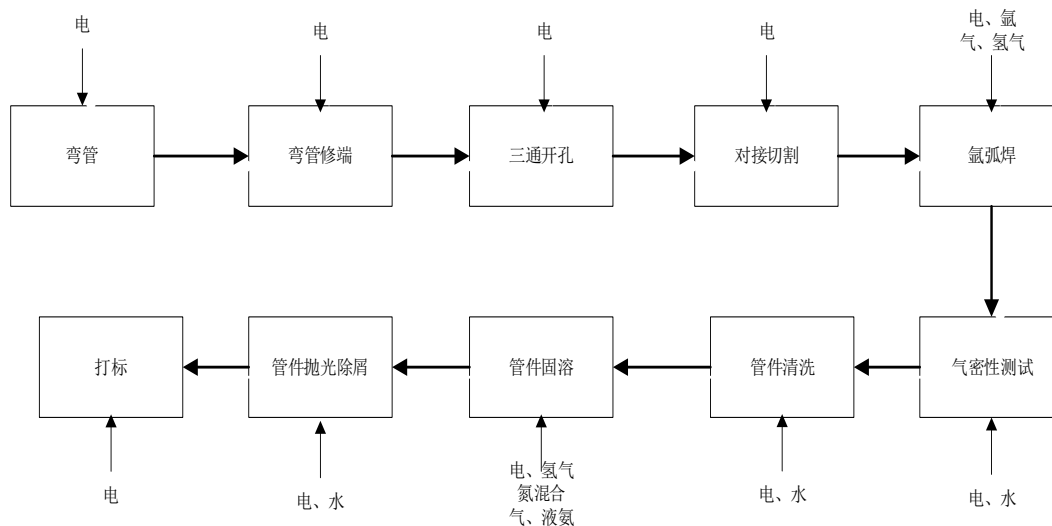 电
电
电
电
电、氩
气、氢气
弯管
弯管修端
三通开孔
对接切割
氩弧焊
打标
管件抛光除屑
管件固溶
管件清洗
气密性测试
电
电、水
电、氢气
氮混合
气、液氨
电、水
电、水